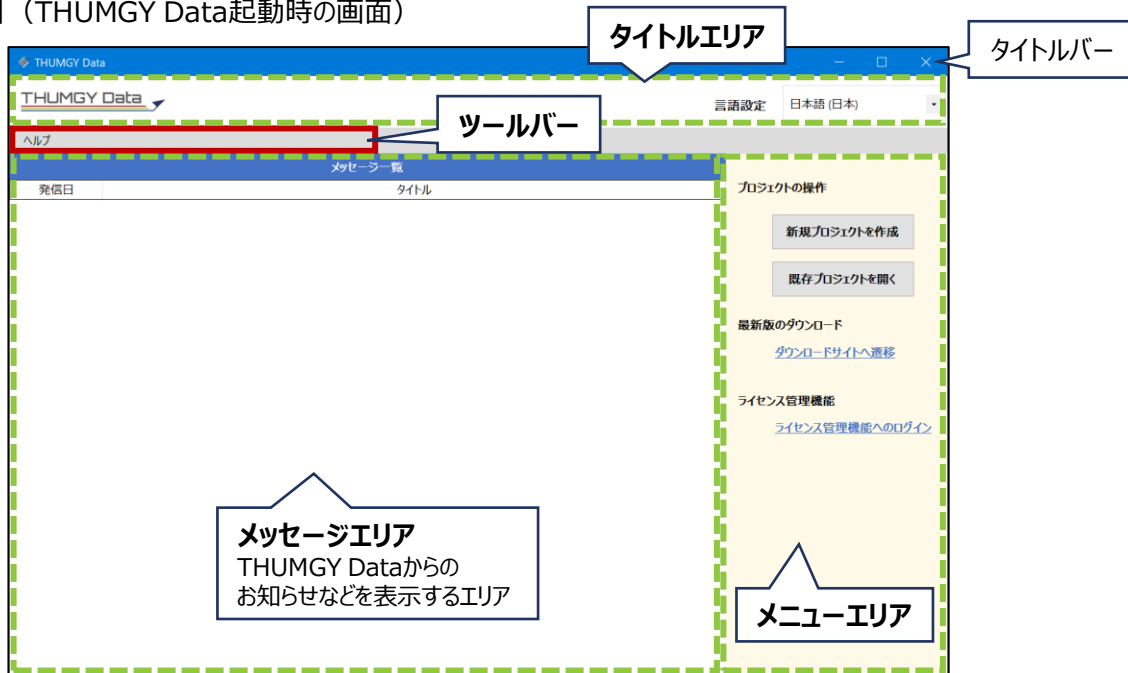 （THUMGY Data起動時の画面）
タイトルエリア
タイトルバー
THUMGY Data
THUMGY Data
言語設定 日本語 (日本)
ツールバー
ヘルプ
メッセージ一覧
発信日 タイトル
プロジェクトの操作
新規プロジェクトを作成
既存プロジェクトを開く
最新版のダウンロード
ダウンロードサイトへ遷移
ライセンス管理機能
ライセンス管理機能へのログイン
メッセージエリア
THUMGY Dataからの
お知らせなどを表示するエリア
メニューエリア